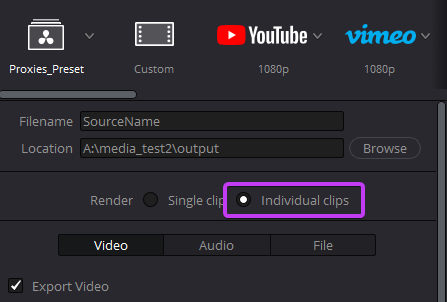 Proxies_Preset
Custom
YouTube
1080p
vimeo
1080p
Filename SourceName
Location A:\media_test2\output Browse
Render Single clip Individual clips
Video Audio File
Export Video